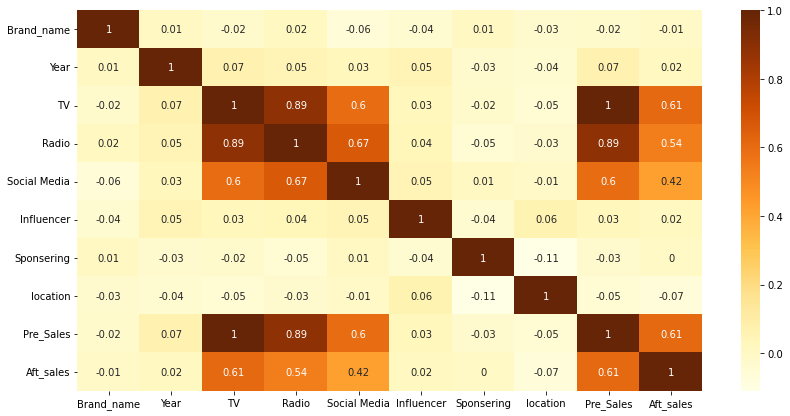 Brand_name 1 0.01 -0.02 0.02 -0.06 -0.04 0.01 -0.03 -0.02 -0.01
Year 0.01 1 0.07 0.05 0.03 0.05 -0.03 -0.04 0.07 0.02
TV -0.02 0.07 1 0.89 0.6 0.03 -0.02 -0.05 1 0.61
Radio 0.02 0.05 0.89 1 0.67 0.04 -0.05 -0.03 0.89 0.54
Social Media -0.06 0.03 0.6 0.67 1 0.05 0.01 -0.01 0.6 0.42
Influencer -0.04 0.05 0.03 0.04 0.05 1 -0.04 0.06 0.03 0.02
Sponsering 0.01 -0.03 -0.02 -0.05 0.01 -0.04 1 -0.11 -0.03 0
location -0.03 -0.04 -0.05 -0.03 -0.01 0.06 -0.11 1 -0.05 -0.07
Pre_Sales -0.02 0.07 1 0.89 0.6 0.03 -0.03 -0.05 1 0.61
Aft_sales -0.01 0.02 0.61 0.54 0.42 0.02 0 -0.07 0.61 1
Brand_name Year TV Radio Social Media Influencer Sponsering location Pre_Sales Aft_sales
1.0
0.8
0.6
0.4
0.2
0.0